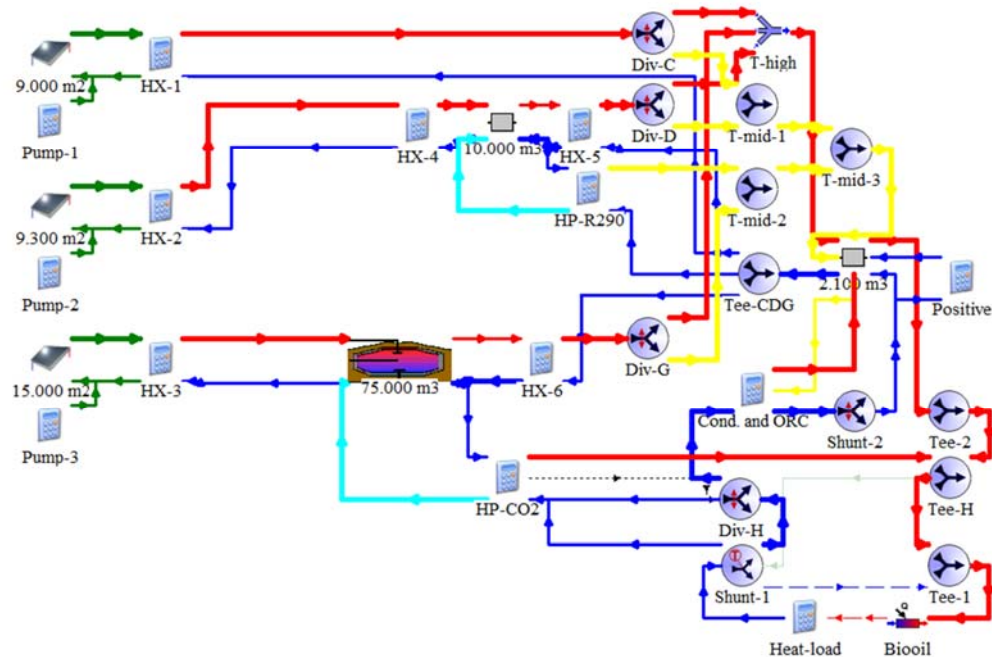 Div-C
T-high
9.000 m2
HX-1
Div-D
T-mid-1
Pump-1
HX-4
10.000 m3
HX-5
T-mid-3
HP-R290
T-mid-2
9.300 m2
HX-2
Pump-2
Tee-CDG
2.100 m3
Positive
Div-G
15.000 m2
HX-3
75.000 m3
HX-6
Cond. and ORC
Shunt-2
Tee-2
Pump-3
HP-CO2
Div-H
Tee-H
T
Shunt-1
Tee-1
Heat-load
Biooil